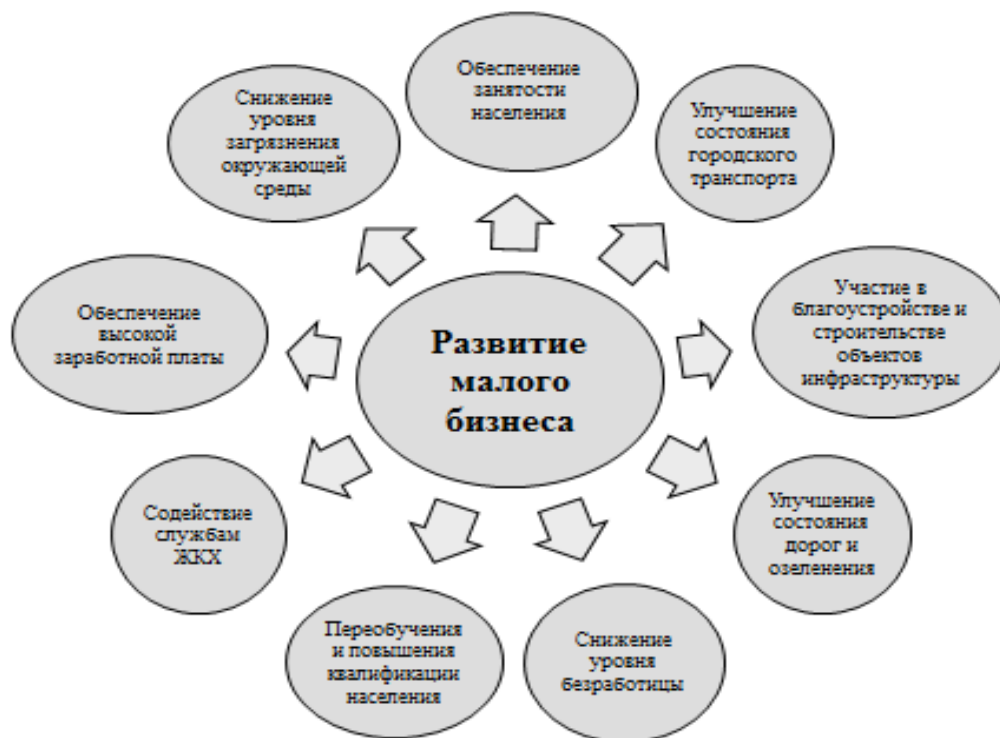 Обеспечение
занятости
населения
Улучшение
состояния
городского
транспорта
Участие в
благоустройстве и
строительстве
объектов
инфраструктуры
Улучшение
состояния
дорог и
озеленения
Снижение
уровня
безработицы
Переобучения
и повышения
квалификации
населения
Содействие
службам
ЖКХ
Обеспечение
высокой
заработной платы
Снижение
уровня
загрязнения
окружающей
среды
Развитие
малого
бизнеса